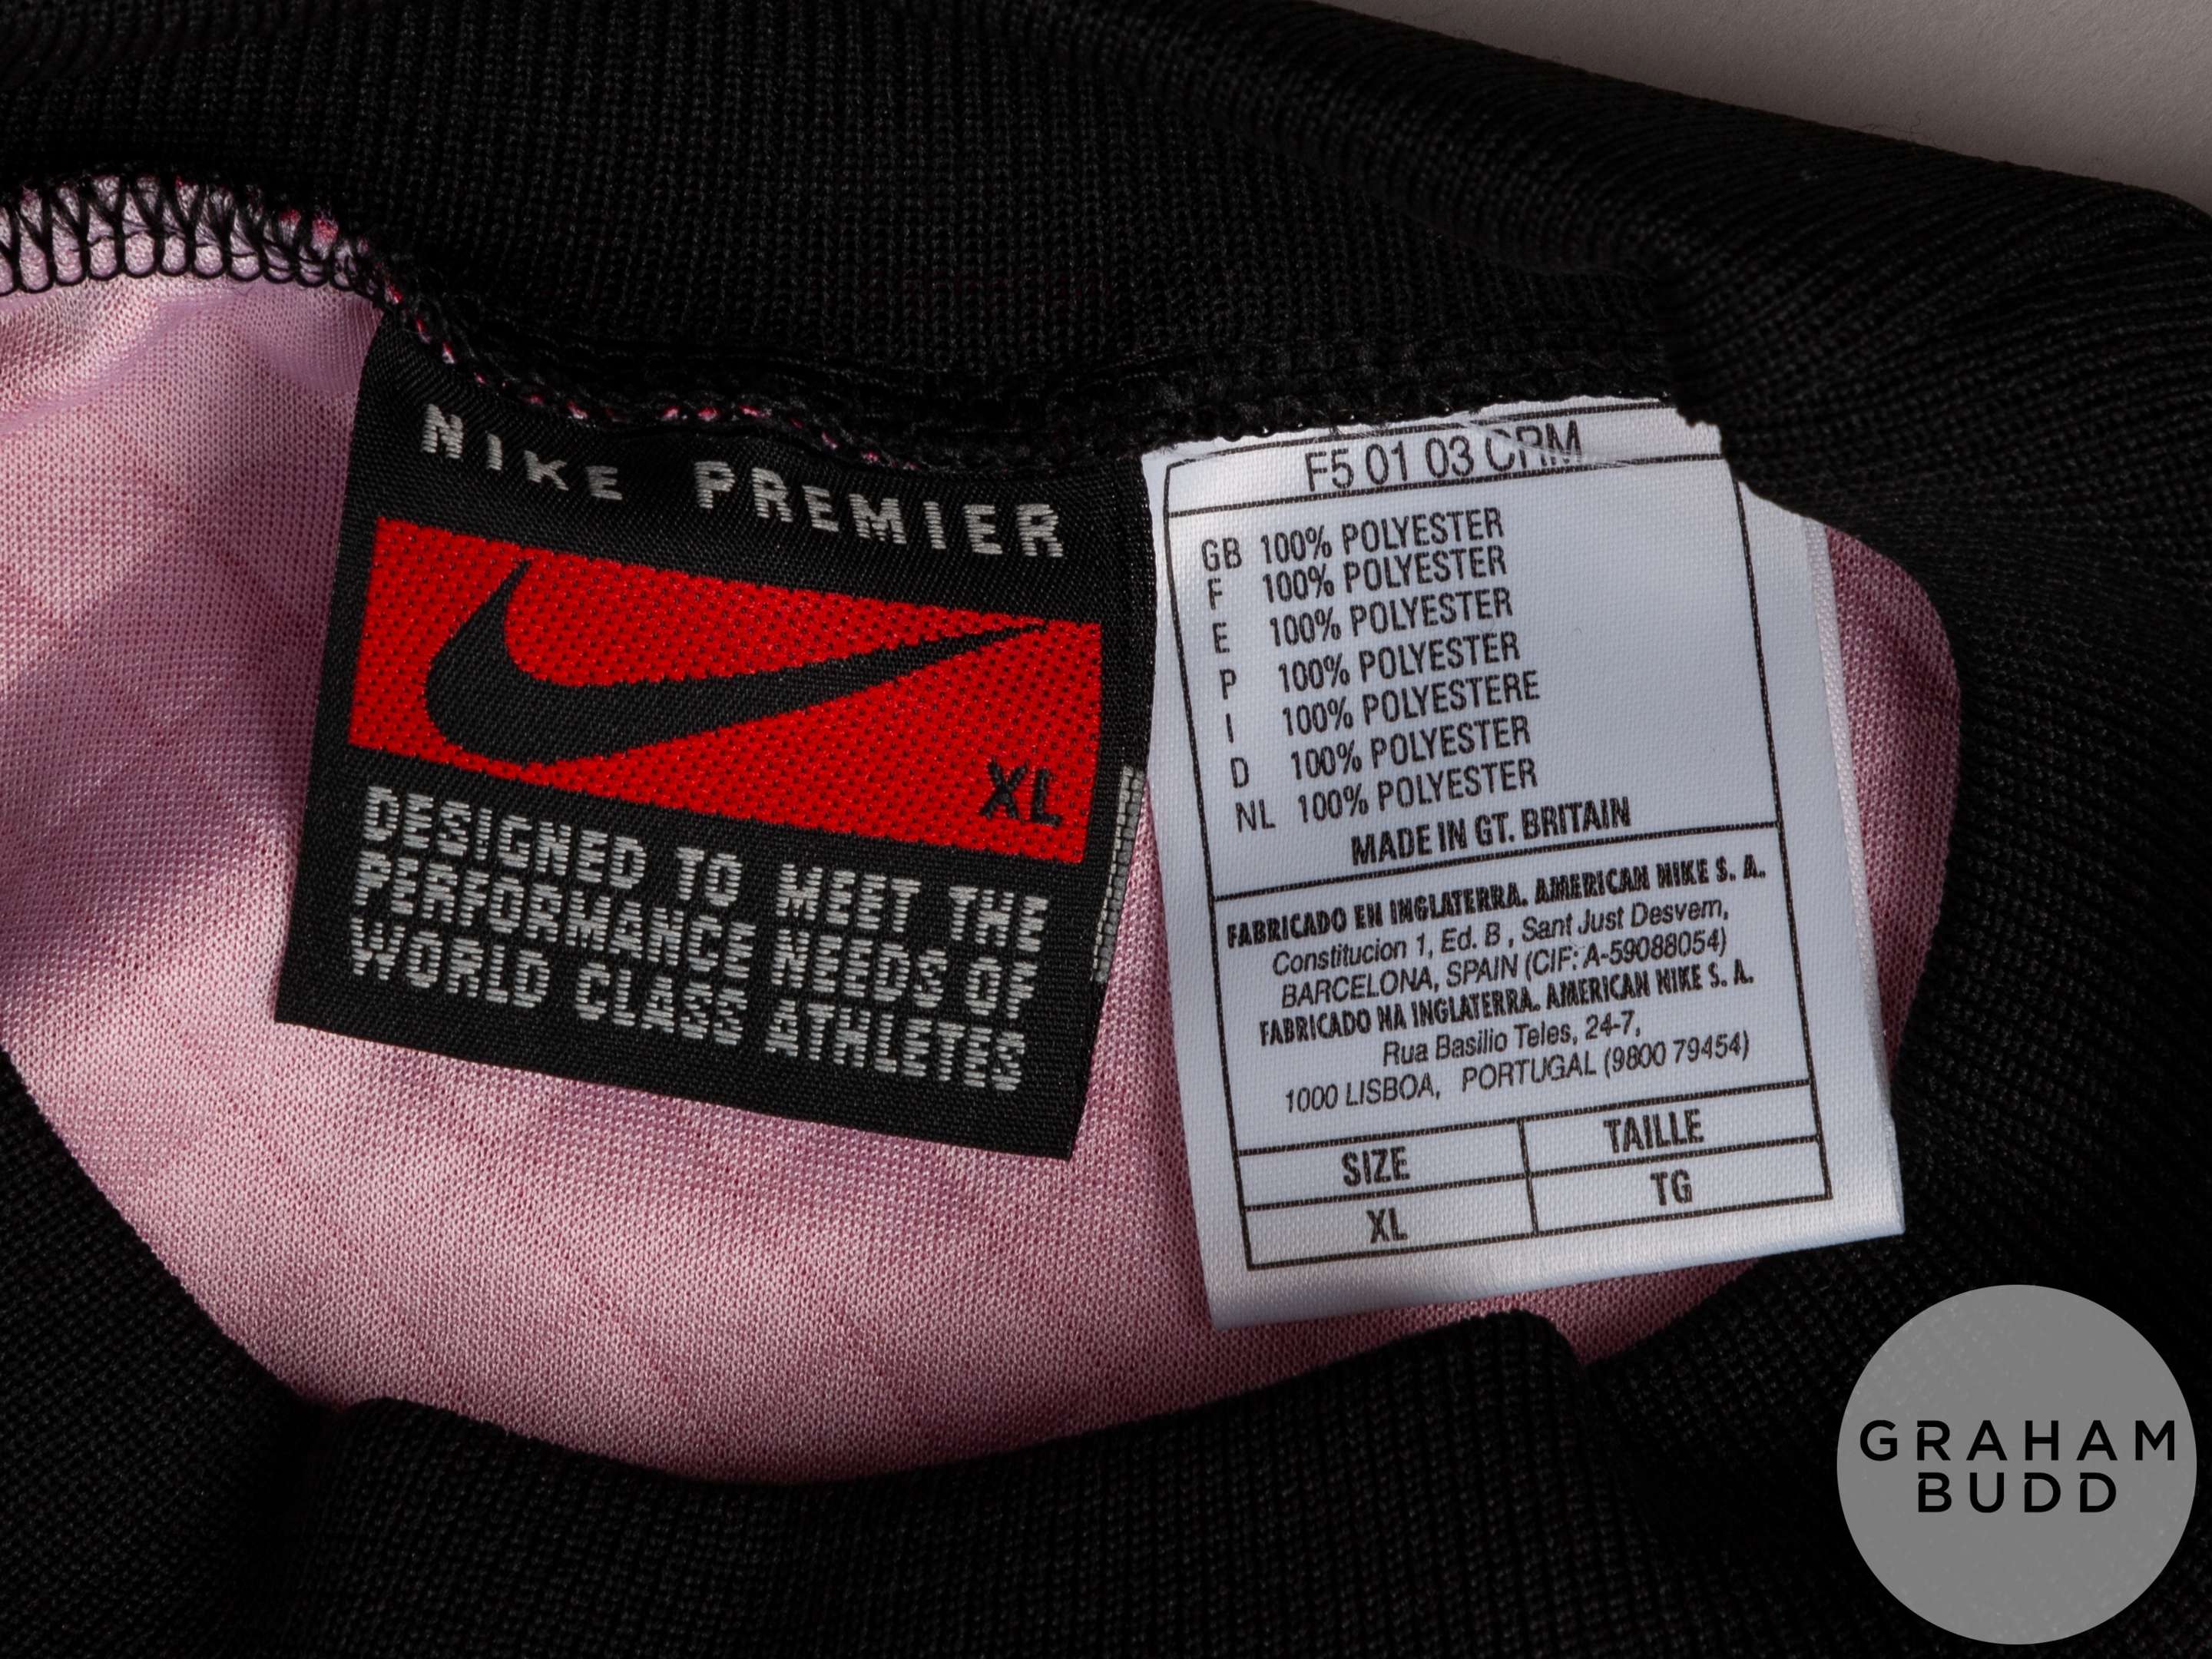 NIKE PREMIER
XL
DESIGNED TO MEET THE
PERFORMANCE NEEDS OF
WORLD CLASS ATHLETES
F5 01 03 CRM
GB 100% POLYESTER
F 100% POLYESTER
E 100% POLYESTER
P 100% POLYESTER
I 100% POLYESTERE
D 100% POLYESTER
NL 100% POLYESTER
MADE IN GT. BRITAIN
FABRICADO EN INGLATERRA. AMERICAN NIKE S. A.
Constitucion 1, Ed. B , Sant Just Desvem,
BARCELONA, SPAIN (CIF: A-59088054)
FABRICADO NA INGLATERRA. AMERICAN NIKE S. A.
Rua Basilio Teles, 24-7,
1000 LISBOA, PORTUGAL (9800 79454)
SIZE TAILLE
XL TG
GRAHAM
BUDD